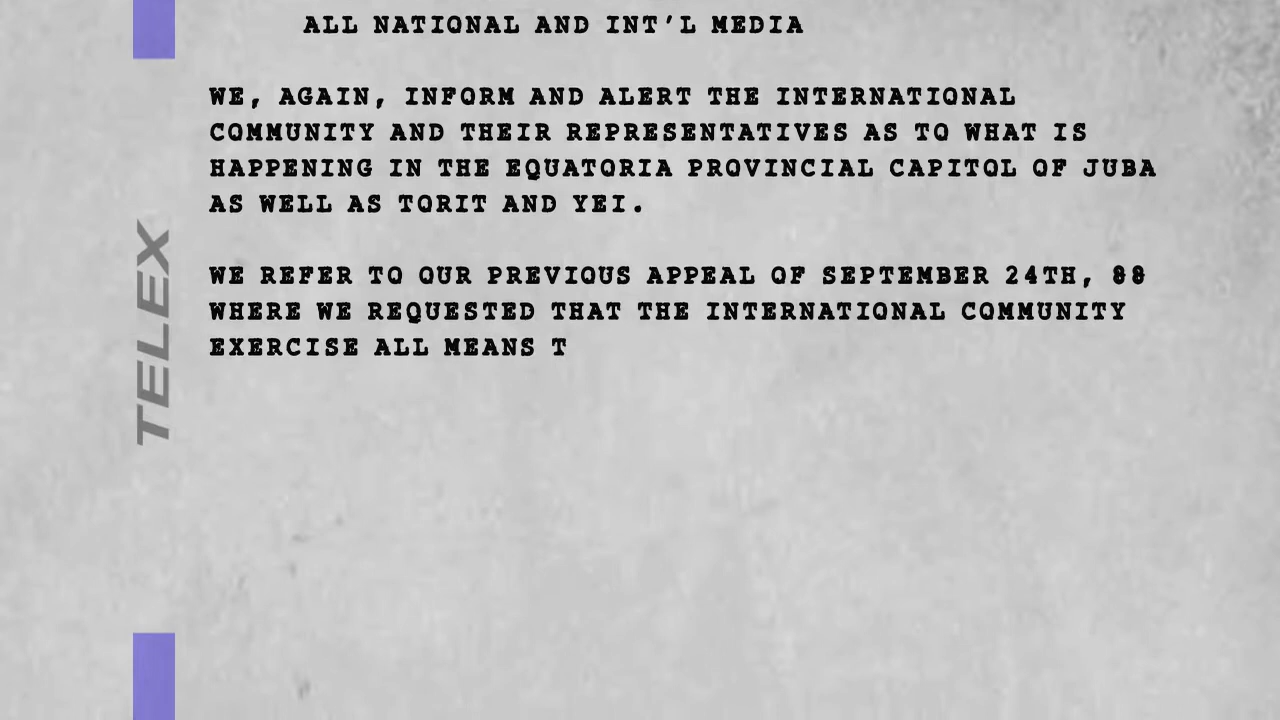 ALL NATIONAL AND INT'L MEDIA
WE, AGAIN, INFORM AND ALERT THE INTERNATIONAL
COMMUNITY AND THEIR REPRESENTATIVES AS TO WHAT IS
HAPPENING IN THE EQUATORIA PROVINCIAL CAPITOL OF JUBA
AS WELL AS TORIT AND YEI.
WE REFER TO OUR PREVIOUS APPEAL OF SEPTEMBER 24TH, 88
WHERE WE REQUESTED THAT THE INTERNATIONAL COMMUNITY
EXERCISE ALL MEANS T
TELEX